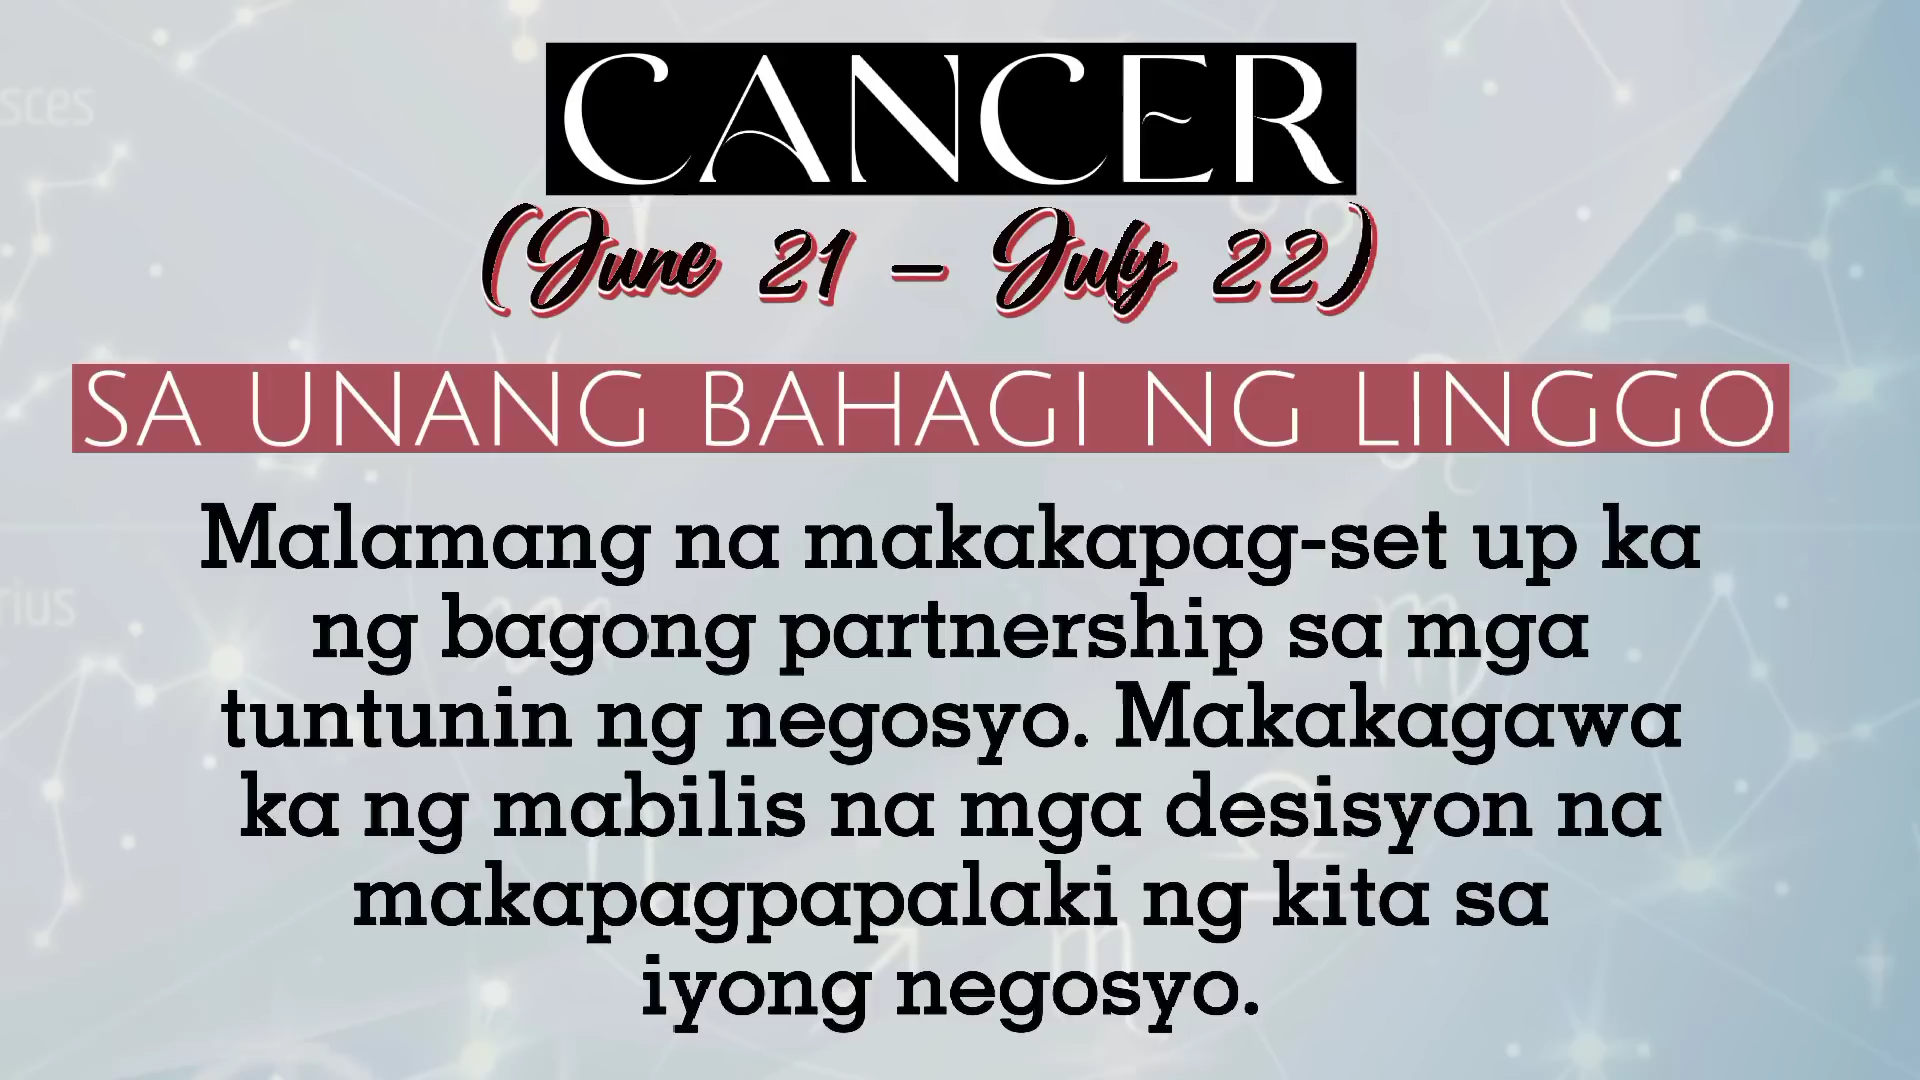 CANCER
(June 21 – July 22)
SA UNANG BAHAGI NG LINGGO
Malamang na makakapag-set up ka
ng bagong partnership sa mga
tuntunin ng negosyo. Makakagawa
ka ng mabilis na mga desisyon na
makapagpapalaki ng kita sa
iyong negosyo.
sces
rius